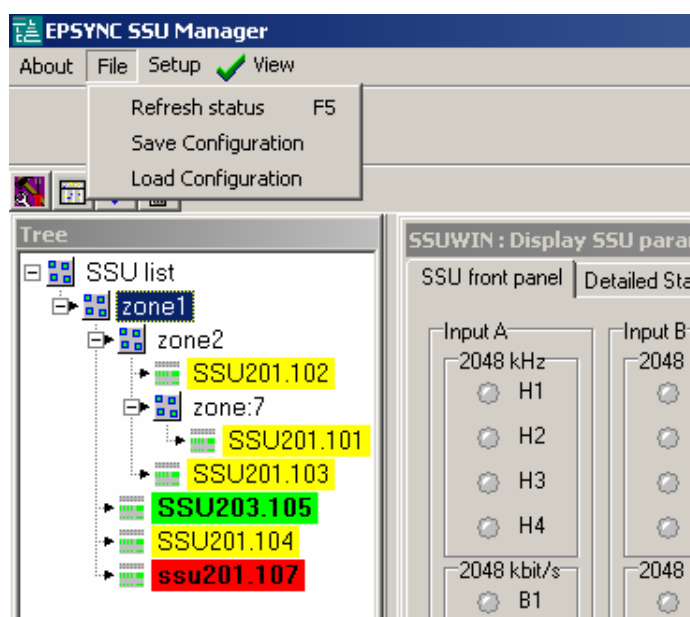 EPSYNC SSU Manager
About File Setup View
Refresh status F5
Save Configuration
Load Configuration
Tree
SSU list
zone1
zone2
SSU201.102
zone:7
SSU201.101
SSU201.103
SSU203.105
SSU201.104
ssu201.107
SSUWIN : Display SSU para
SSU front panel Detailed Sta
Input A Input B
2048 kHz 2048
H1
H2
H3
H4
2048 kbit/s 2048
B1